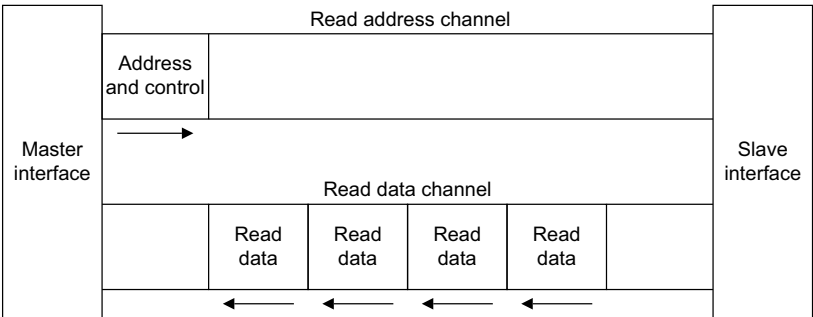 Read address channel
Address
and control
Master
interface
Slave
interface
Read data channel
Read
data
Read
data
Read
data
Read
data